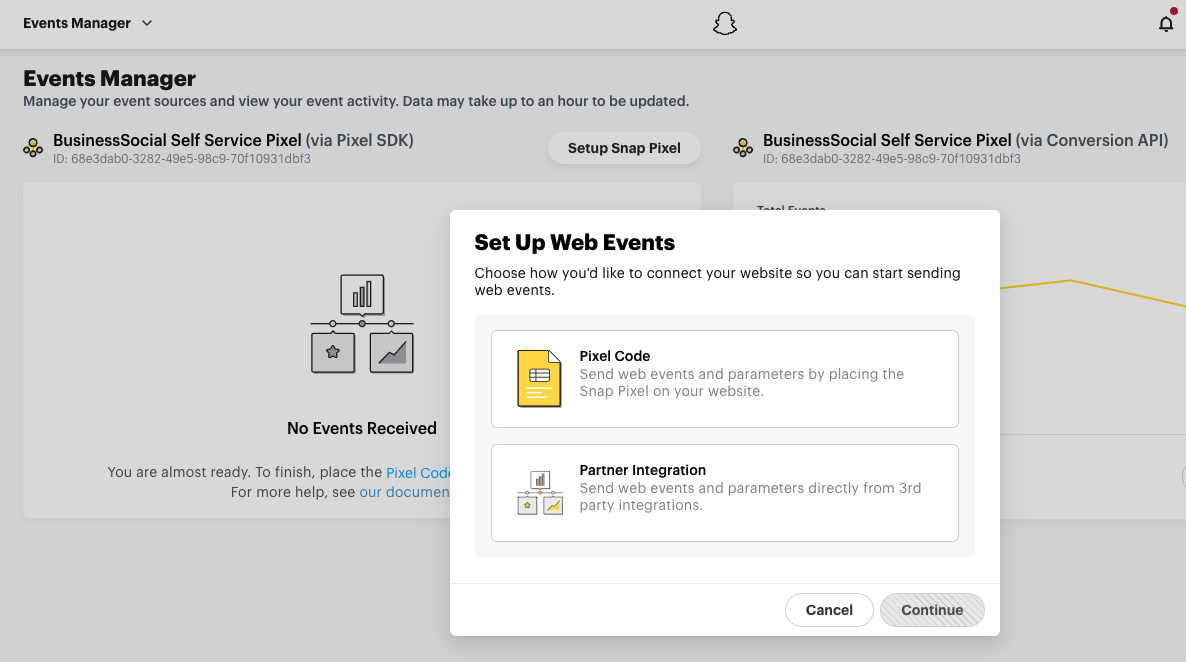 Events Manager
Events Manager
Manage your event sources and view your event activity. Data may take up to an hour to be updated.
BusinessSocial Self Service Pixel (via Pixel SDK)
ID: 68e3dab0-3282-49e5-98c9-70f10931dbf3
Setup Snap Pixel
BusinessSocial Self Service Pixel (via Conversion API)
ID: 68e3dab0-3282-49e5-98c9-70f10931dbf3
Total Events
No Events Received
You are almost ready. To finish, place the Pixel Code
For more help, see our documen
Set Up Web Events
Choose how you'd like to connect your website so you can start sending
web events.
Pixel Code
Send web events and parameters by placing the
Snap Pixel on your website.
Partner Integration
Send web events and parameters directly from 3rd
party integrations.
Cancel
Continue